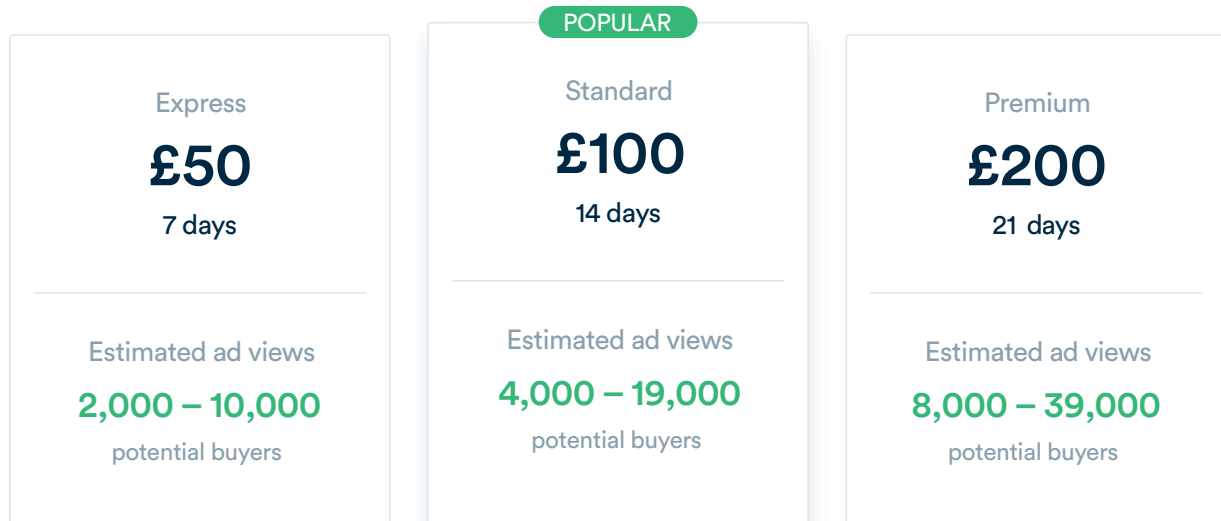 POPULAR
Express
£50
7 days
Estimated ad views
2,000 – 10,000
potential buyers
Standard
£100
14 days
Estimated ad views
4,000 – 19,000
potential buyers
Premium
£200
21 days
Estimated ad views
8,000 – 39,000
potential buyers